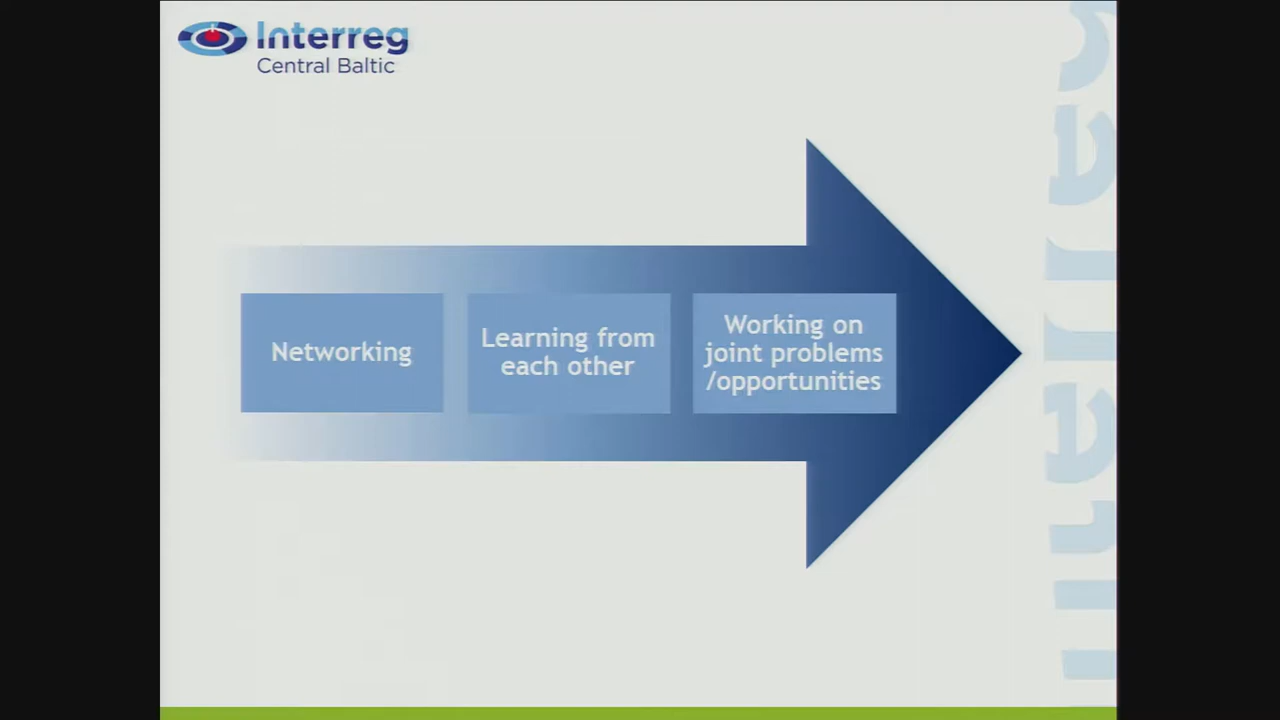 Interreg
Central Baltic
Networking
Learning from
each other
Working on
joint problems
/opportunities